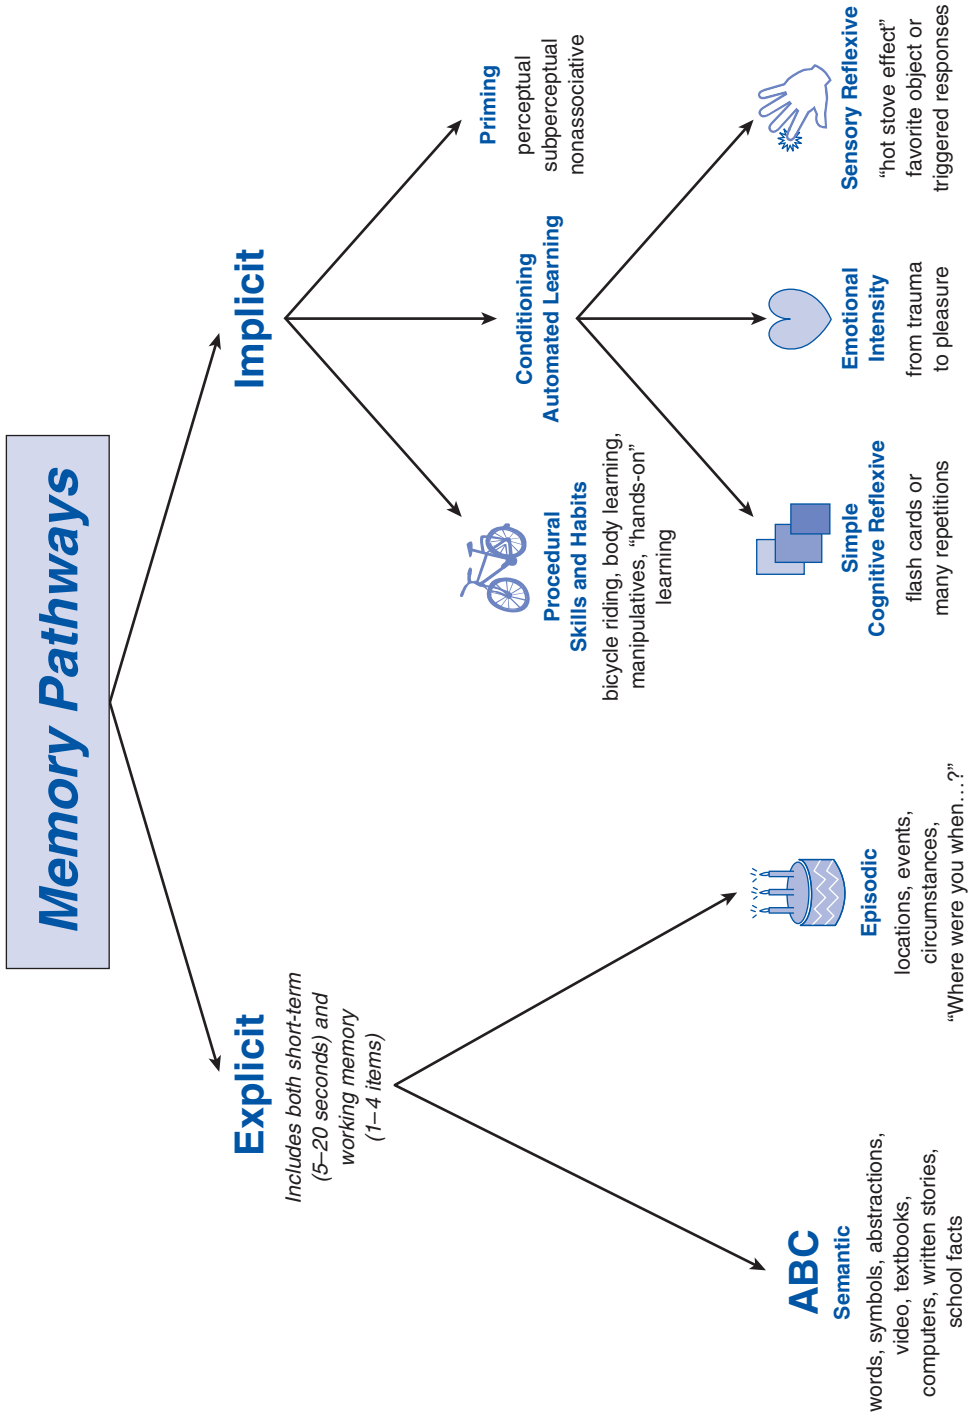 Memory Pathways
Explicit
Includes both short-term
(5–20 seconds) and
working memory
(1–4 items)
ABC
Semantic
words, symbols, abstractions,
video, textbooks,
computers, written stories,
school facts
Episodic
locations, events,
circumstances,
“Where were you when…?”
Implicit
Procedural
Skills and Habits
bicycle riding, body learning,
manipulatives, “hands-on”
learning
Conditioning
Automated Learning
Priming
perceptual
subperceptual
nonassociative
Simple
Cognitive Reflexive
flash cards or
many repetitions
Emotional
Intensity
from trauma
to pleasure
Sensory Reflexive
“hot stove effect”
favorite object or
triggered responses